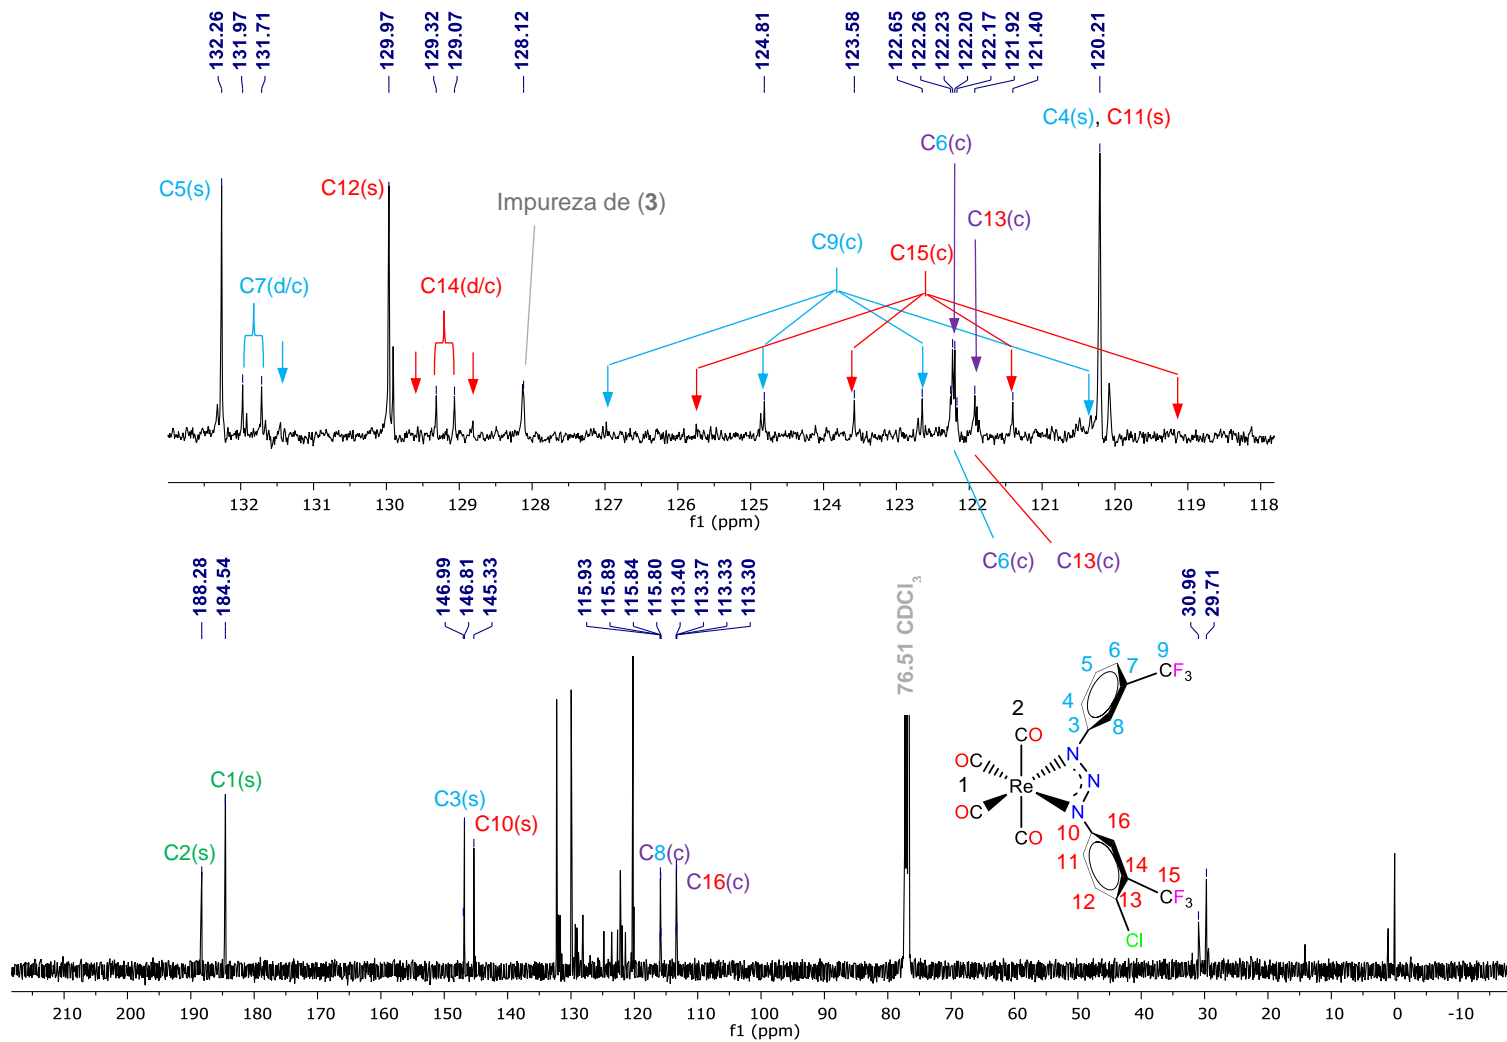 132.26
131.97
131.71
129.97
129.32
129.07
128.12
124.81
123.58
122.65
122.26
122.23
122.20
122.17
121.92
121.40
120.21
C4(s), C11(s)
C6(c)
C5(s)
C12(s)
Impureza de (3)
C13(c)
C9(c)
C15(c)
C7(d/c)
C14(d/c)
132 131 130 129 128 127 126 125 124 123 122 121 120 119 118
f1 (ppm)
C6(c) C13(c)
188.28
184.54
146.99
146.81
145.33
115.93
115.89
115.84
115.80
113.40
113.37
113.33
113.30
76.51 CDCl3
30.96
29.71
C1(s)
C3(s)
C10(s)
C2(s)
C8(c)
C16(c)
6
9
5
7
CF3
4
2
3
8
CO
OC
N
1
Re
N
OC
N
CO
10
16
11
14
15
12
13
CF3
Cl
210 200 190 180 170 160 150 140 130 120 110 100 90 80 70 60 50 40 30 20 10 0 -10
f1 (ppm)